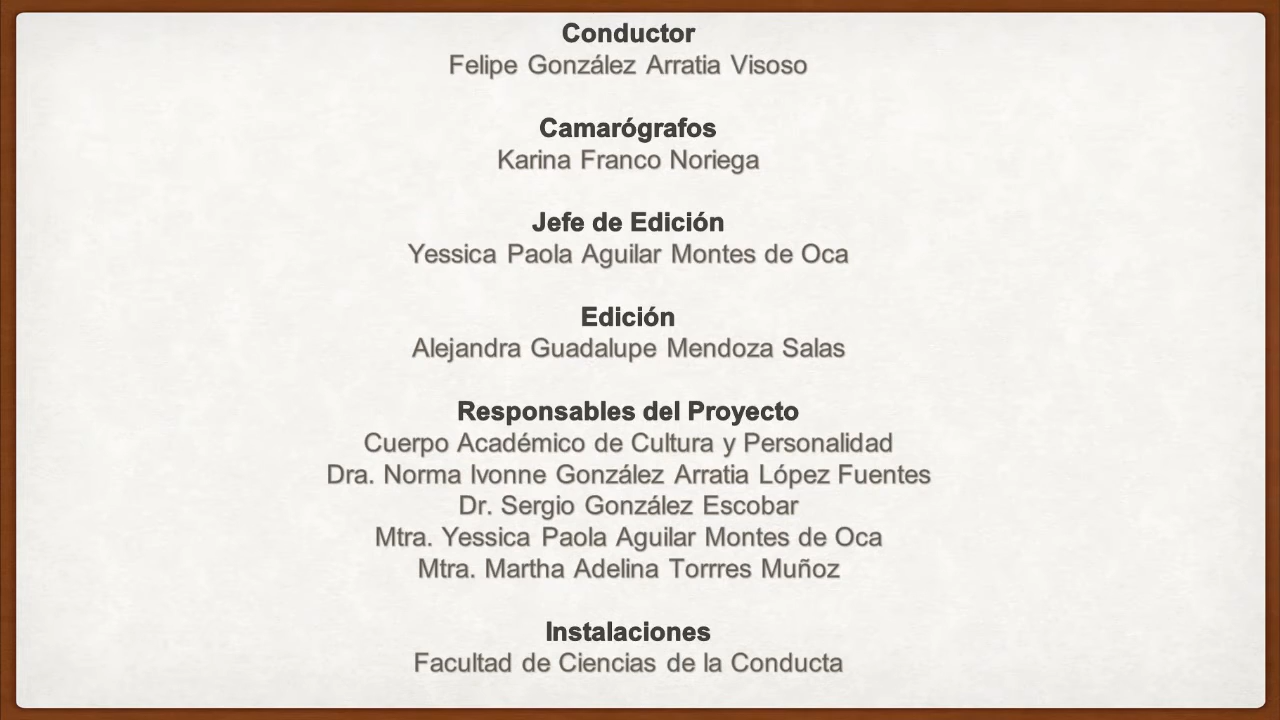 Conductor
Felipe González Arratia Visoso
Camarógrafos
Karina Franco Noriega
Jefe de Edición
Yessica Paola Aguilar Montes de Oca
Edición
Alejandra Guadalupe Mendoza Salas
Responsables del Proyecto
Cuerpo Académico de Cultura y Personalidad
Dra. Norma Ivonne González Arratia López Fuentes
Dr. Sergio González Escobar
Mtra. Yessica Paola Aguilar Montes de Oca
Mtra. Martha Adelina Torrres Muñoz
Instalaciones
Facultad de Ciencias de la Conducta